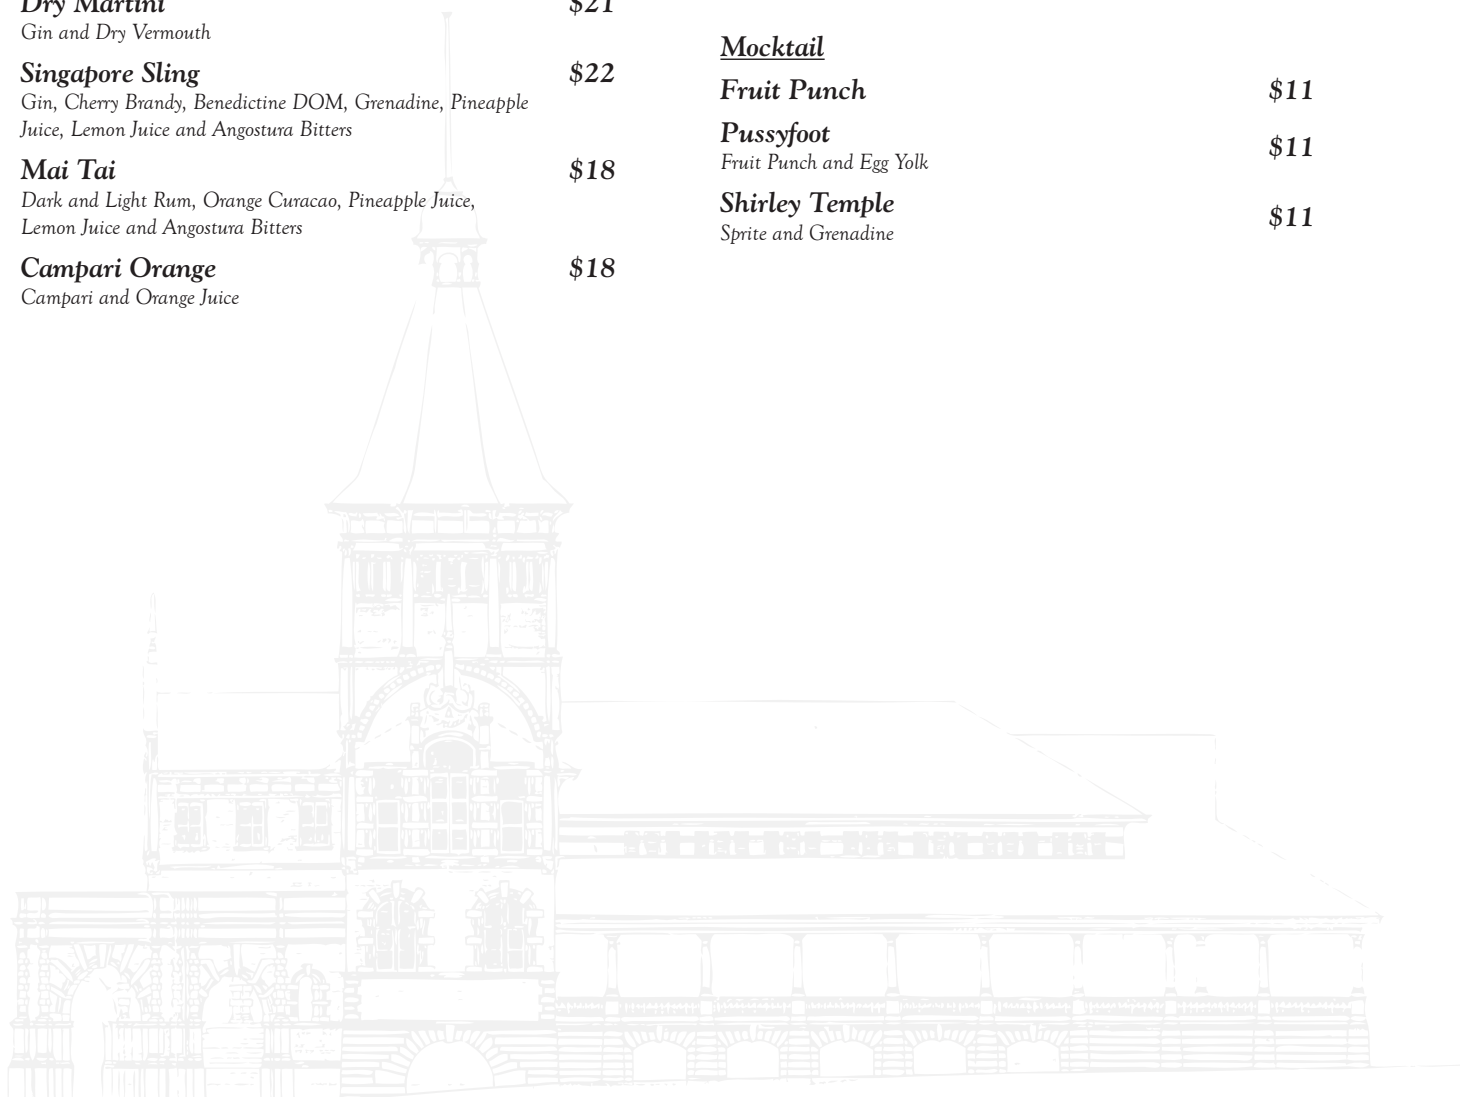 Dry Martini $21
Gin and Dry Vermouth
Singapore Sling $22
Gin, Cherry Brandy, Benedictine DOM, Grenadine, Pineapple
Juice, Lemon Juice and Angostura Bitters
Mai Tai $18
Dark and Light Rum, Orange Curacao, Pineapple Juice,
Lemon Juice and Angostura Bitters
Campari Orange $18
Campari and Orange Juice
Mocktail
Fruit Punch $11
Pussyfoot $11
Fruit Punch and Egg Yolk
Shirley Temple $11
Sprite and Grenadine